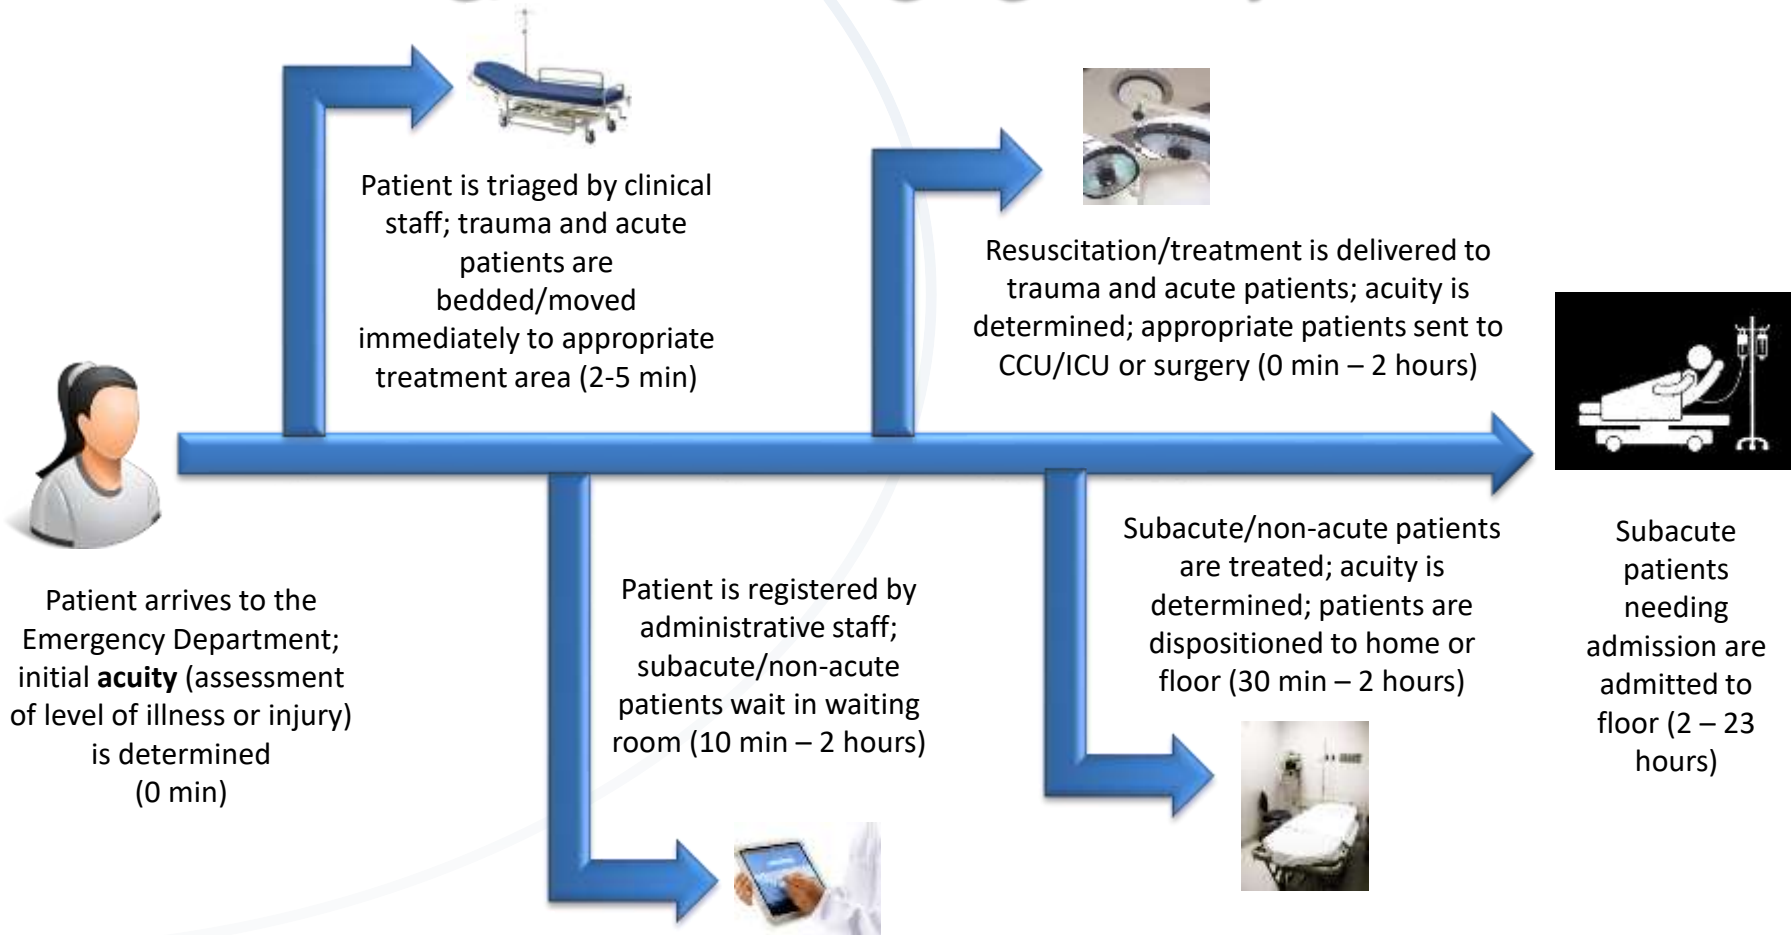 Patient is triaged by clinical
staff; trauma and acute
patients are
bedded/moved
immediately to appropriate
treatment area (2-5 min)
Resuscitation/treatment is delivered to
trauma and acute patients; acuity is
determined; appropriate patients sent to
CCU/ICU or surgery (0 min – 2 hours)
Patient arrives to the
Emergency Department;
initial acuity (assessment
of level of illness or injury)
is determined
(0 min)
Patient is registered by
administrative staff;
subacute/non-acute
patients wait in waiting
room (10 min – 2 hours)
Subacute/non-acute patients
are treated; acuity is
determined; patients are
dispositioned to home or
floor (30 min – 2 hours)
Subacute
patients
needing
admission are
admitted to
floor (2 – 23
hours)